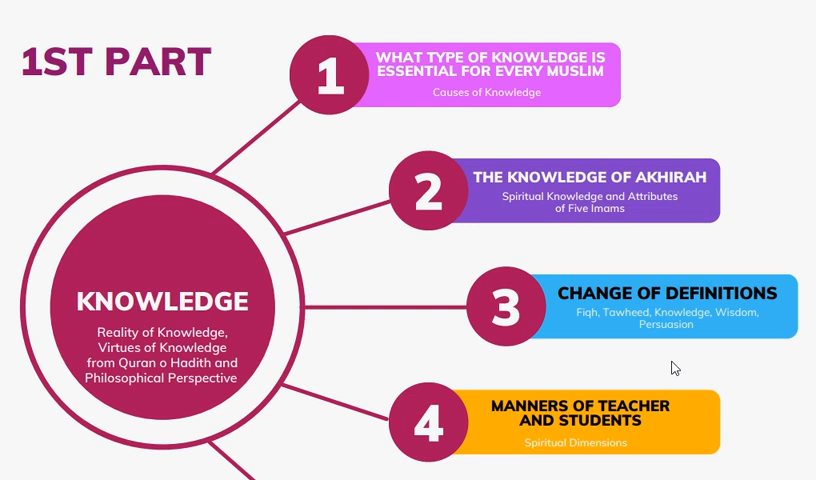 1ST PART
1
WHAT TYPE OF KNOWLEDGE IS
ESSENTIAL FOR EVERY MUSLIM
Causes of Knowledge
2
THE KNOWLEDGE OF AKHIRAH
Spiritual Knowledge and Attributes
of Five Imams
KNOWLEDGE
Reality of Knowledge,
Virtues of Knowledge
from Quran o Hadith and
Philosophical Perspective
3
CHANGE OF DEFINITIONS
Fiqh, Tawheed, Knowledge, Wisdom,
Persuasion
4
MANNERS OF TEACHER
AND STUDENTS
Spiritual Dimensions